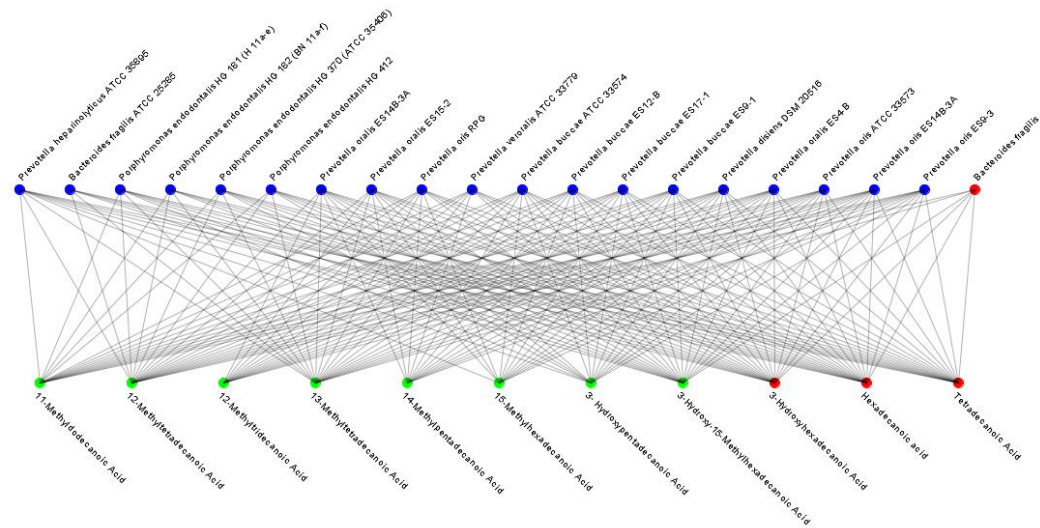 Prevotella heparinolyticus ATCC 35895
Bacteroides fragilis ATCC 25285
Porphyromonas endontalis HG 181 (H 11a-e)
Porphyromonas endontalis HG 182 (BN 11a-f)
Porphyromonas endontalis HG 370 (ATCC 35406)
Porphyromonas endontalis HG 412
Prevotella oralis ES14B-3A
Prevotella oralis ES15-2
Prevotella oris RPG
Prevotella veroralis ATCC 33779
Prevotella buccae ATCC 33574
Prevotella buccae ES12-B
Prevotella buccae ES17-1
Prevotella buccae ES9-1
Prevotella disiens DSM 20516
Prevotella oralis ES4-B
Prevotella oris ATCC 33573
Prevotella oris ES14B-3A
Prevotella oris ES9-3
Bacteroides fragilis
11-Methyldodecanoic Acid
12-Methyltetradecanoic Acid
12-Methyltridecanoic Acid
13-Methyltetradecanoic Acid
14-Methylpentadecanoic Acid
15-Methylhexadecanoic Acid
3- Hydroxypentadecanoic Acid
3-Hydroxy-15-Methylhexadecanoic Acid
3-Hydroxyhexadecanoic Acid
Hexadecanoic acid
Tetradecanoic Acid